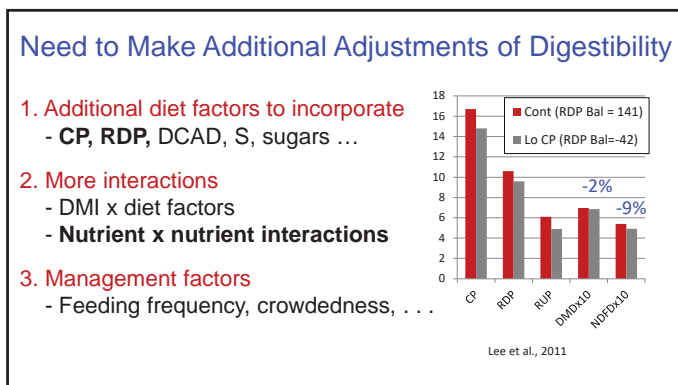 Need to Make Additional Adjustments of Digestibility
1. Additional diet factors to incorporate
- CP, RDP, DCAD, S, sugars …
2. More interactions
- DMI x diet factors
- Nutrient x nutrient interactions
3. Management factors
- Feeding frequency, crowdedness, . . .
18
16
14
12
10
8
6
4
2
0
Cont (RDP Bal = 141)
Lo CP (RDP Bal=-42)
-2%
-9%
CP
RDP
RUP
DMDx10
NDFDx10
Lee et al., 2011